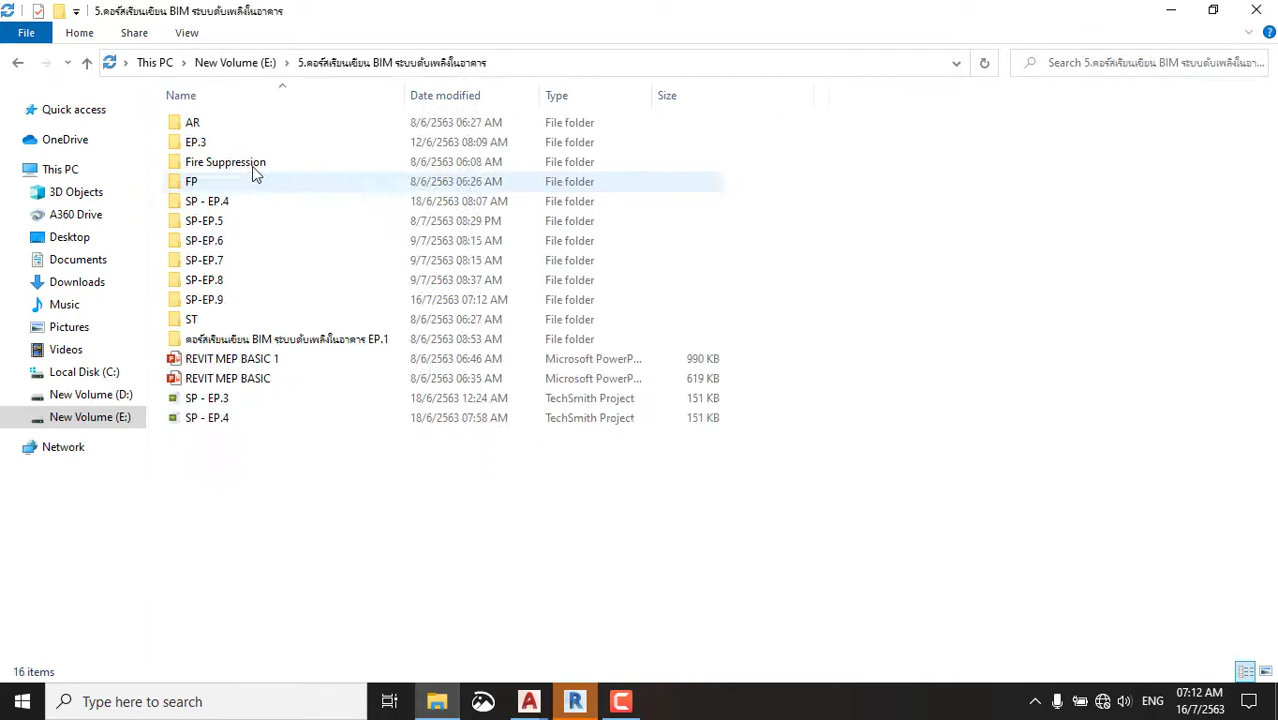 5.คอร์สเรียนเขียน BIM ระบบดับเพลิงในอาคาร
File Home Share View
This PC New Volume (E:) 5.คอร์สเรียนเขียน BIM ระบบดับเพลิงในอาคาร Search 5.คอร์สเรียนเขียน BIM ระบบดับเพลิงในอา...
Name Date modified Type Size
Quick access
OneDrive
This PC
3D Objects
A360 Drive
Desktop
Documents
Downloads
Music
Pictures
Videos
Local Disk (C:)
New Volume (D:)
New Volume (E:)
Network
AR 8/6/2563 06:27 AM File folder
EP.3 12/6/2563 08:09 AM File folder
Fire Suppression 8/6/2563 06:08 AM File folder
FP 8/6/2563 06:26 AM File folder
SP - EP.4 18/6/2563 08:07 AM File folder
SP-EP.5 8/7/2563 08:29 PM File folder
SP-EP.6 9/7/2563 08:15 AM File folder
SP-EP.7 9/7/2563 08:15 AM File folder
SP-EP.8 9/7/2563 08:37 AM File folder
SP-EP.9 16/7/2563 07:12 AM File folder
ST 8/6/2563 06:27 AM File folder
คอร์สเรียนเขียน BIM ระบบดับเพลิงในอาคาร EP.1 8/6/2563 08:53 AM File folder
REVIT MEP BASIC 1 8/6/2563 06:46 AM Microsoft PowerP... 990 KB
REVIT MEP BASIC 8/6/2563 06:35 AM Microsoft PowerP... 619 KB
SP - EP.3 18/6/2563 12:24 AM TechSmith Project 151 KB
SP - EP.4 18/6/2563 07:58 AM TechSmith Project 151 KB
16 items
Type here to search
ENG
07:12 AM
16/7/2563